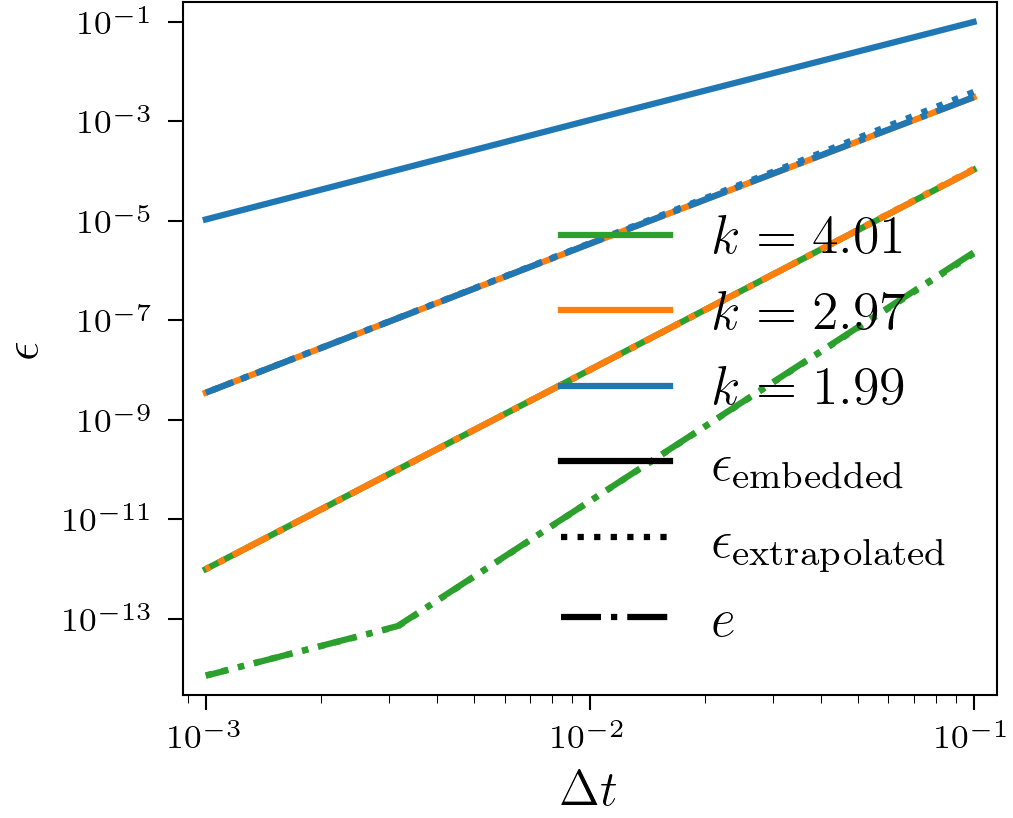 10⁻¹
10⁻³
10⁻⁵
10⁻⁷
10⁻⁹
10⁻¹¹
10⁻¹³
ϵ
k = 4.01
k = 2.97
k = 1.99
ϵ_embedded
ϵ_extrapolated
e
10⁻³ 10⁻² 10⁻¹
Δt